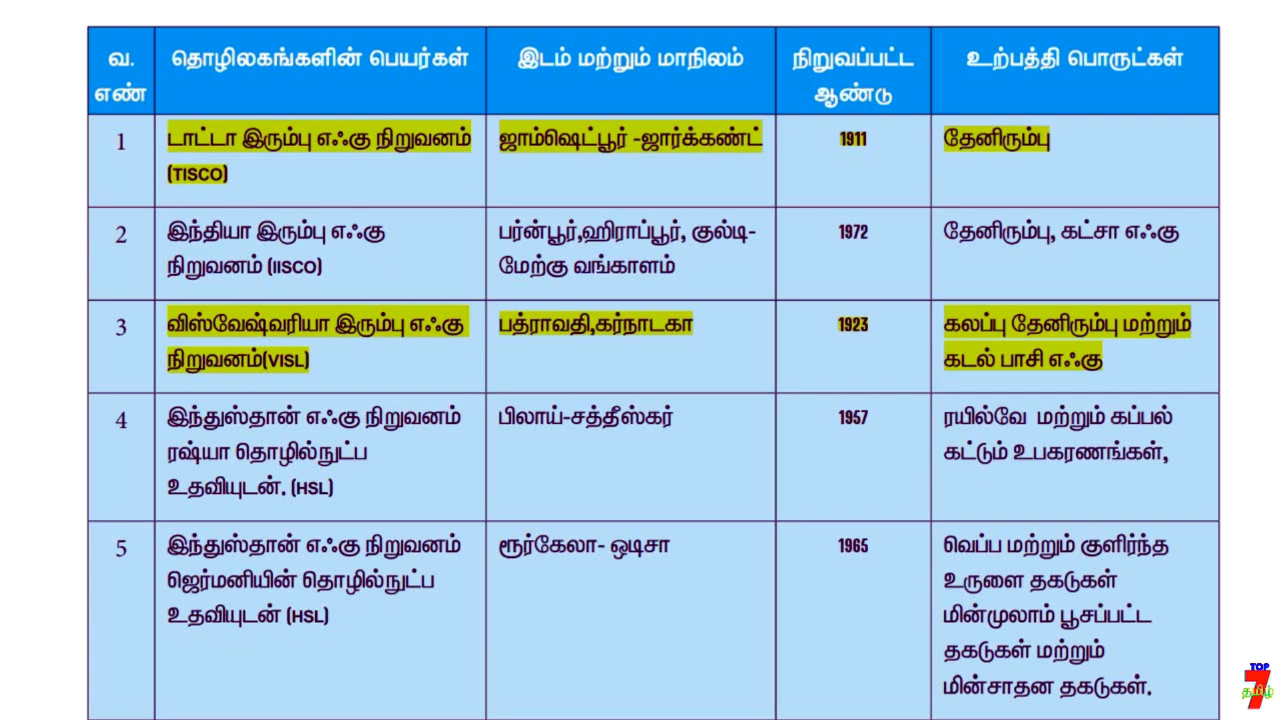 வ. எண்
தொழிலகங்களின் பெயர்கள்
இடம் மற்றும் மாநிலம்
நிறுவப்பட்ட ஆண்டு
உற்பத்தி பொருட்கள்
1
டாட்டா இரும்பு எஃகு நிறுவனம்
(TISCO)
ஜாம்ஷெட்பூர் -ஜார்க்கண்ட்
1911
தேனிரும்பு
2
இந்தியா இரும்பு எஃகு
நிறுவனம் (IISCO)
பர்ன்பூர்,ஹிராப்பூர், குல்டி-
மேற்கு வங்காளம்
1972
தேனிரும்பு, கட்சா எஃகு
3
விஸ்வேஷ்வரியா இரும்பு எஃகு
நிறுவனம்(VISL)
பத்ராவதி,கர்நாடகா
1923
கலப்பு தேனிரும்பு மற்றும்
கடல் பாசி எஃகு
4
இந்துஸ்தான் எஃகு நிறுவனம்
ரஷ்யா தொழில்நுட்ப
உதவியுடன். (HSL)
பிலாய்-சத்தீஸ்கர்
1957
ரயில்வே மற்றும் கப்பல்
கட்டும் உபகரணங்கள்,
5
இந்துஸ்தான் எஃகு நிறுவனம்
ஜெர்மனியின் தொழில்நுட்ப
உதவியுடன் (HSL)
ரூர்கேலா- ஒடிசா
1965
வெப்ப மற்றும் குளிர்ந்த
உருளை தகடுகள்
மின்முலாம் பூசப்பட்ட
தகடுகள் மற்றும்
மின்சாதன தகடுகள்.
TOP
7
தமிழ்